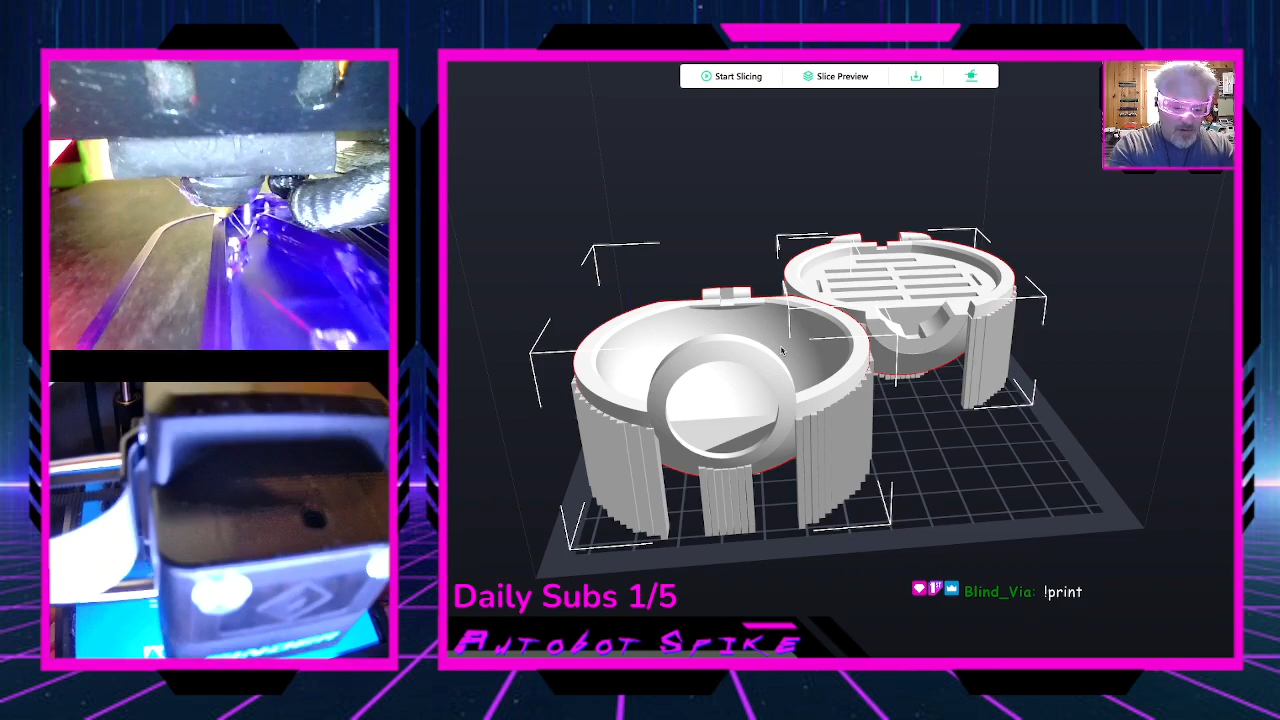 Start Slicing
Slice Preview
Daily Subs 1/5
Blind_Via: !print
Autobot Spike